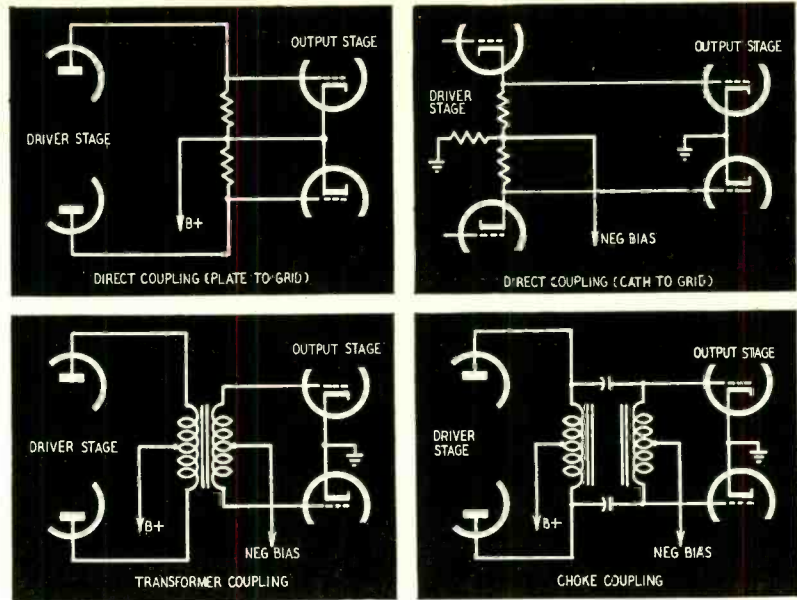 OUTPUT STAGE
DRIVER STAGE
B+
DIRECT COUPLING (PLATE TO GRID)
OUTPUT STAGE
DRIVER
STAGE
NEG BIAS
DIRECT COUPLING (CATH TO GRID)
OUTPUT STAGE
DRIVER STAGE
B+
NEG BIAS
TRANSFORMER COUPLING
OUTPUT STAGE
DRIVER
STAGE
B+
NEG BIAS
CHOKE COUPLING